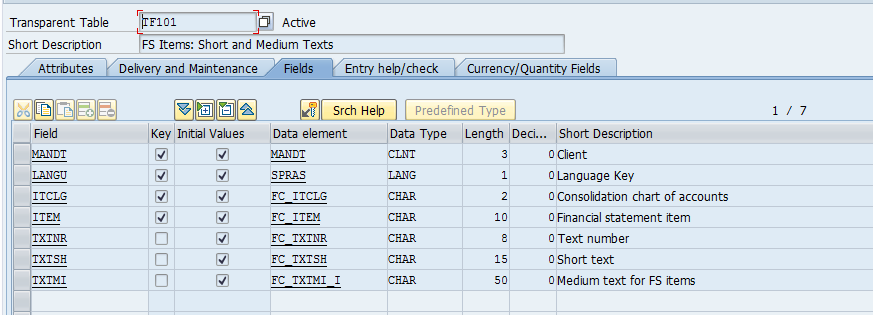 Transparent Table TF101 Active
Short Description FS Items: Short and Medium Texts
Attributes Delivery and Maintenance Fields Entry help/check Currency/Quantity Fields
Srch Help Predefined Type 1 / 7
Field Key Initial Values Data element Data Type Length Deci... Short Description
MANDT MANDT CLNT 3 0 Client
LANGU SPRAS LANG 1 0 Language Key
ITCLG FC_ITCLG CHAR 2 0 Consolidation chart of accounts
ITEM FC_ITEM CHAR 10 0 Financial statement item
TXTNR FC_TXTNR CHAR 8 0 Text number
TXTSH FC_TXTSH CHAR 15 0 Short text
TXTMI FC_TXTMI_I CHAR 50 0 Medium text for FS items